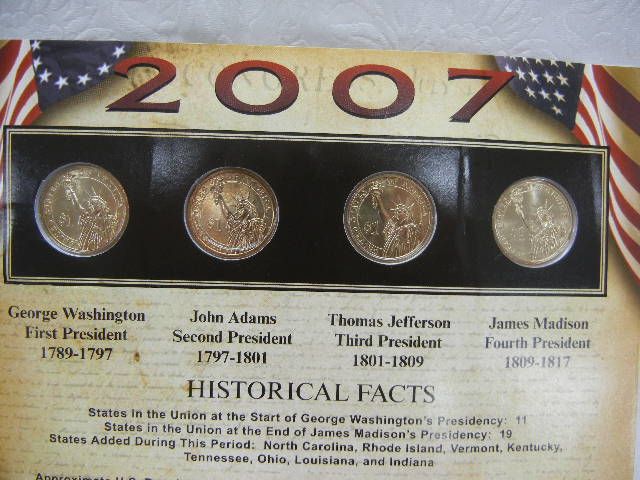 2007
George Washington
First President
1789-1797
John Adams
Second President
1797-1801
Thomas Jefferson
Third President
1801-1809
James Madison
Fourth President
1809-1817
HISTORICAL FACTS
States in the Union at the Start of George Washington's Presidency: 11
States in the Union at the End of James Madison's Presidency: 19
States Added During This Period: North Carolina, Rhode Island, Vermont, Kentucky,
Tennessee, Ohio, Louisiana, and Indiana